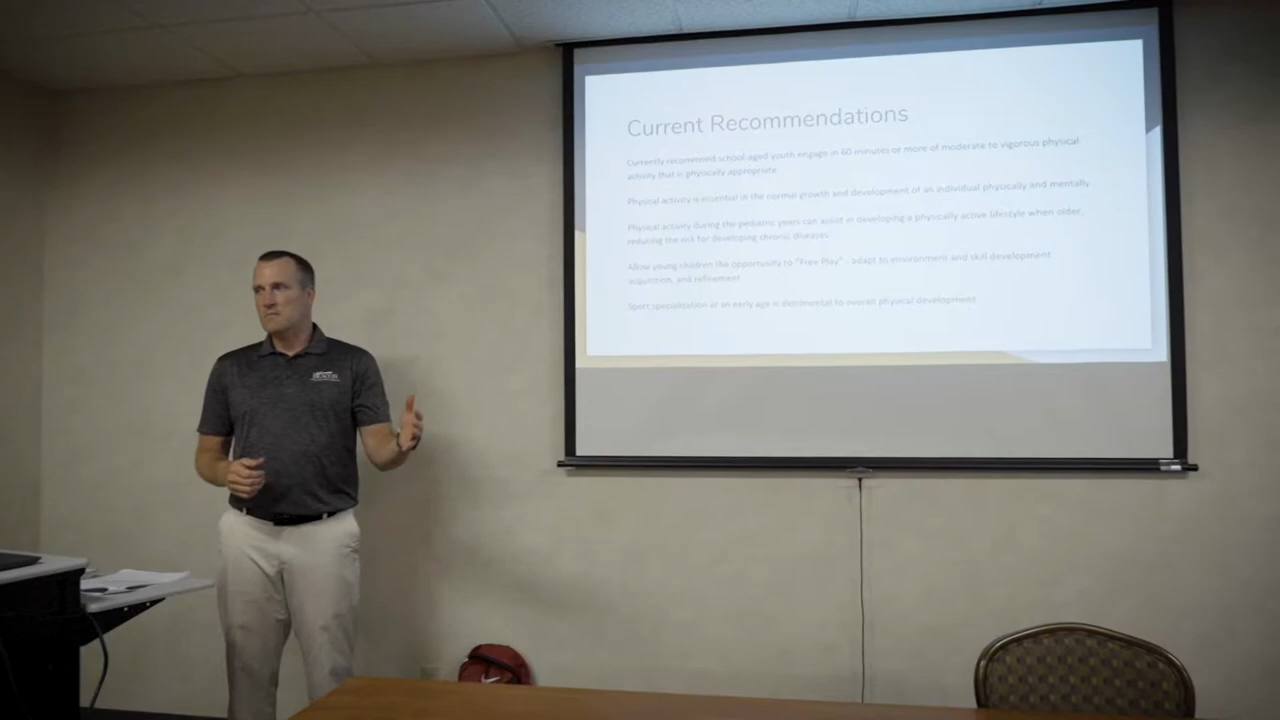 Current Recommendations
Currently recommend school-aged youth engage in 60 minutes or more of moderate to vigorous physical
activity that is physically appropriate
Physical activity is essential in the normal growth and development of an individual physically and mentally
Physical activity during the pediatric years can assist in developing a physically active lifestyle when older,
reducing the risk for developing chronic diseases
Allow young children the opportunity to "Free Play" - adapt to environment and skill development
acquisition, and refinement
Sport specialization at an early age is detrimental to overall physical development